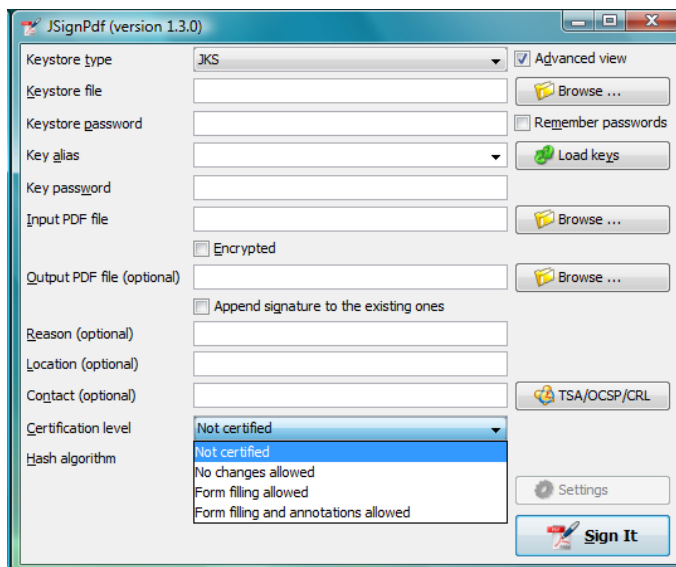 JSignPdf (version 1.3.0)
Keystore type JKS Advanced view
Keystore file Browse ...
Keystore password Remember passwords
Key alias Load keys
Key password
Input PDF file Browse ...
Encrypted
Output PDF file (optional) Browse ...
Append signature to the existing ones
Reason (optional)
Location (optional)
Contact (optional) TSA/OCSP/CRL
Certification level Not certified
Not certified
Hash algorithm
No changes allowed
Form filling allowed
Settings
Form filling and annotations allowed
Sign It